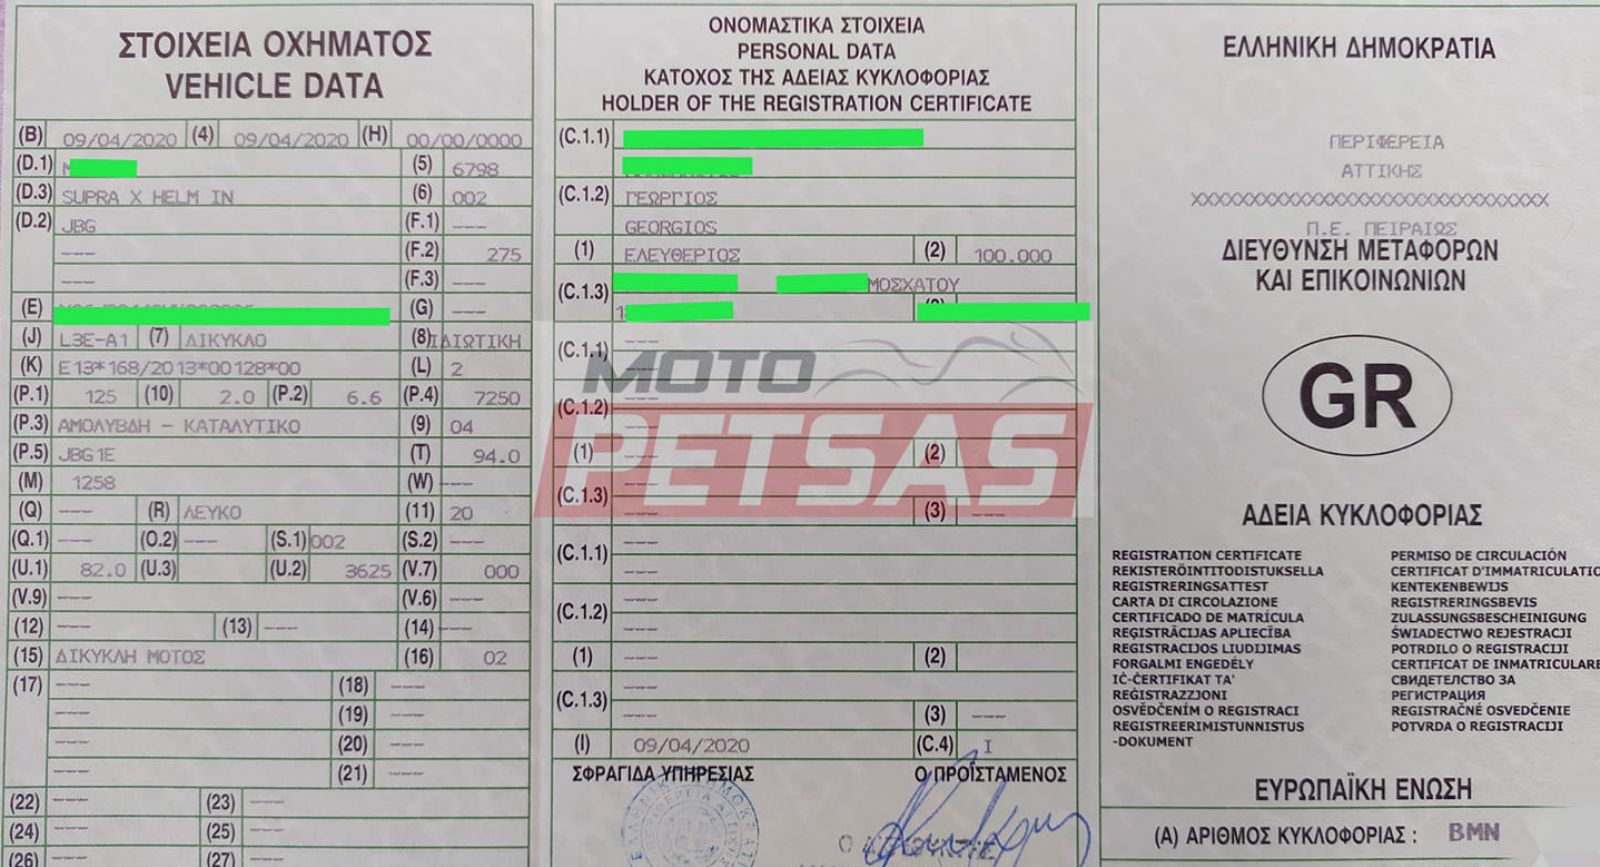 ΣΤΟΙΧΕΙΑ ΟΧΗΜΑΤΟΣ
VEHICLE DATA
(B) 09/04/2020 (4) 09/04/2020 (H) 00/00/0000
(D.1) (5) 6798
(D.3) SUPRA X HELM IN (6) 002
(D.2) JBG (F.1) -----
----- (F.2) 275
(F.3) -----
(E) (G) -----
(J) L3E-A1 (7) ΔΙΚΥΚΛΟ (8) ΙΔΙΩΤΙΚΗ
(K) E13*168/2013*00128*00 (L) 2
(P.1) 125 (10) 2.0 (P.2) 6.6 (P.4) 7250
(P.3) ΑΜΟΛΥΒΔΗ - ΚΑΤΑΛΥΤΙΚΟ (9) 04
(P.5) JBG1E (T) 94.0
(M) 1258 (W) -----
(Q) ----- (R) ΛΕΥΚΟ (11) 20
(O.1) ----- (O.2) ----- (S.1) 002 (S.2) -----
(U.1) 82.0 (U.3) (U.2) 3625 (V.7) 000
(V.9) ----- (V.6) -----
(12) ----- (13) ----- (14) -----
(15) ΔΙΚΥΚΛΗ ΜΟΤΟΣ (16) 02
(17) ----- (18) -----
----- (19) -----
----- (20) -----
----- (21) -----
(22) ----- (23) -----
(24) ----- (25) -----
(26) ----- (27) -----
ΟΝΟΜΑΣΤΙΚΑ ΣΤΟΙΧΕΙΑ
PERSONAL DATA
ΚΑΤΟΧΟΣ ΤΗΣ ΑΔΕΙΑΣ ΚΥΚΛΟΦΟΡΙΑΣ
HOLDER OF THE REGISTRATION CERTIFICATE
(C.1.1)
(C.1.2) ΓΕΩΡΓΙΟΣ
GEORGIOS
(1) ΕΛΕΥΘΕΡΙΟΣ (2) 100.000
(C.1.3) ΜΟΣΧΑΤΟΥ
(C.1.1) -----
-----
MOTO
PETSAS
(C.1.2) -----
-----
(1) ----- (2)
(C.1.3) -----
----- (3) -----
(C.1.1) -----
-----
(C.1.2) -----
-----
(1) ----- (2)
(C.1.3) -----
----- (3) -----
(I) 09/04/2020 (C.4) I
ΣΦΡΑΓΙΔΑ ΥΠΗΡΕΣΙΑΣ Ο ΠΡΟΪΣΤΑΜΕΝΟΣ
ΕΛΛΗΝΙΚΗ ΔΗΜΟΚΡΑΤΙΑ
ΠΕΡΙΦΕΡΕΙΑ
ΑΤΤΙΚΗΣ
XXXXXXXXXXXXXXXXXXXXXXXXXXXXXX
Π.Ε. ΠΕΙΡΑΙΩΣ
ΔΙΕΥΘΥΝΣΗ ΜΕΤΑΦΟΡΩΝ
ΚΑΙ ΕΠΙΚΟΙΝΩΝΙΩΝ
GR
ΑΔΕΙΑ ΚΥΚΛΟΦΟΡΙΑΣ
REGISTRATION CERTIFICATE
REKISTERÖINTITODISTUKSELLA
REGISTRERINGSATTEST
CARTA DI CIRCOLAZIONE
CERTIFICADO DE MATRÍCULA
REGISTRĀCIJAS APLIECĪBA
REGISTRACIJOS LIUDIJIMAS
FORGALMI ENGEDÉLY
IĊ-ĊERTIFIKAT TA'
REĠISTRAZZJONI
OSVĚDČENÍM O REGISTRACI
REGISTREERIMISTUNNISTUS
-DOKUMENT
PERMISO DE CIRCULACIÓN
CERTIFICAT D'IMMATRICULATIO
KENTEKENBEWIJS
REGISTRERINGSBEVIS
ZULASSUNGSBESCHEINIGUNG
ŚWIADECTWO REJESTRACJI
POTRDILO O REGISTRACIJI
CERTIFICAT DE INMATRICULARE
СВИДЕТЕЛСТВО ЗА
РЕГИСТРАЦИЯ
REGISTRAČNÉ OSVEDČENIE
POTVRDA O REGISTRACIJI
ΕΥΡΩΠΑΪΚΗ ΕΝΩΣΗ
(A) ΑΡΙΘΜΟΣ ΚΥΚΛΟΦΟΡΙΑΣ : BMN